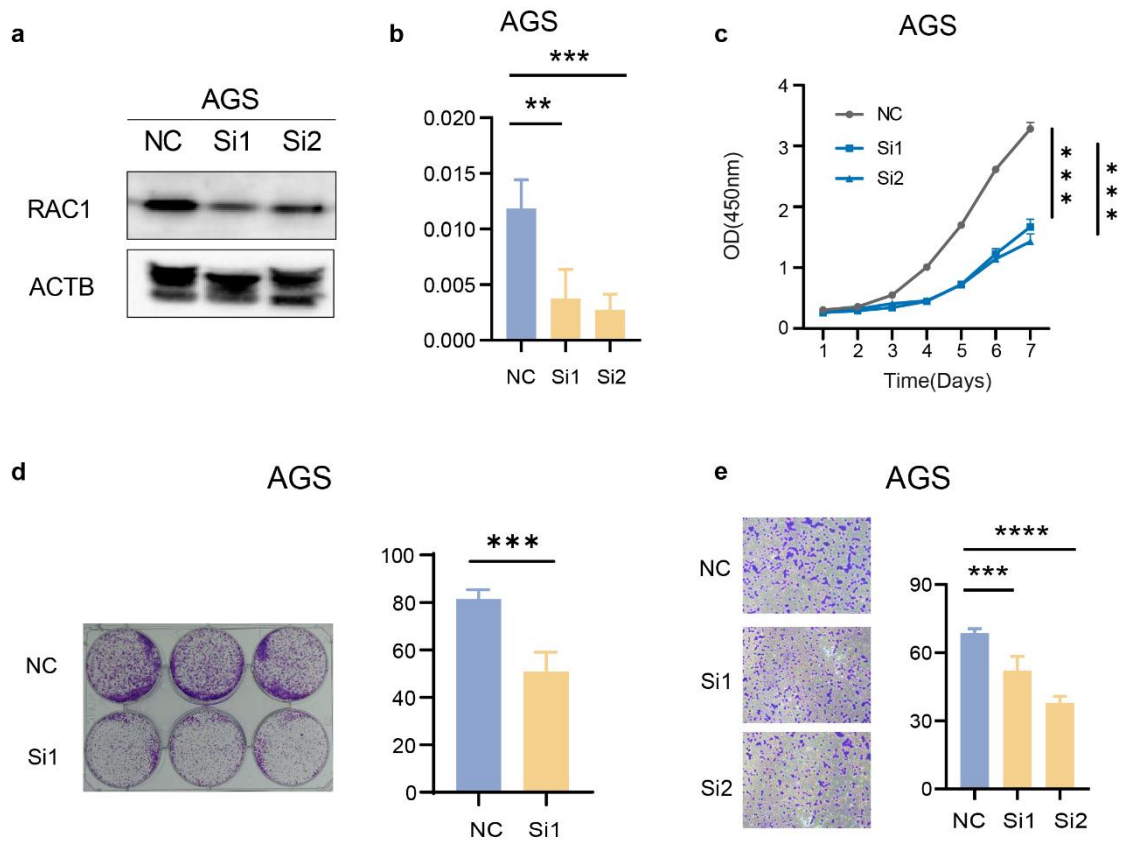 a
AGS
NC Si1 Si2
RAC1
ACTB
b
AGS
***
**
0.020
0.015
0.010
0.005
0.000
NC Si1 Si2
c
AGS
OD(450nm)
4
3
2
1
0
NC
Si1
Si2
***
***
1 2 3 4 5 6 7
Time(Days)
d
AGS
NC
Si1
***
100
80
60
40
20
0
NC Si1
e
AGS
NC
Si1
Si2
****
***
90
60
30
0
NC Si1 Si2